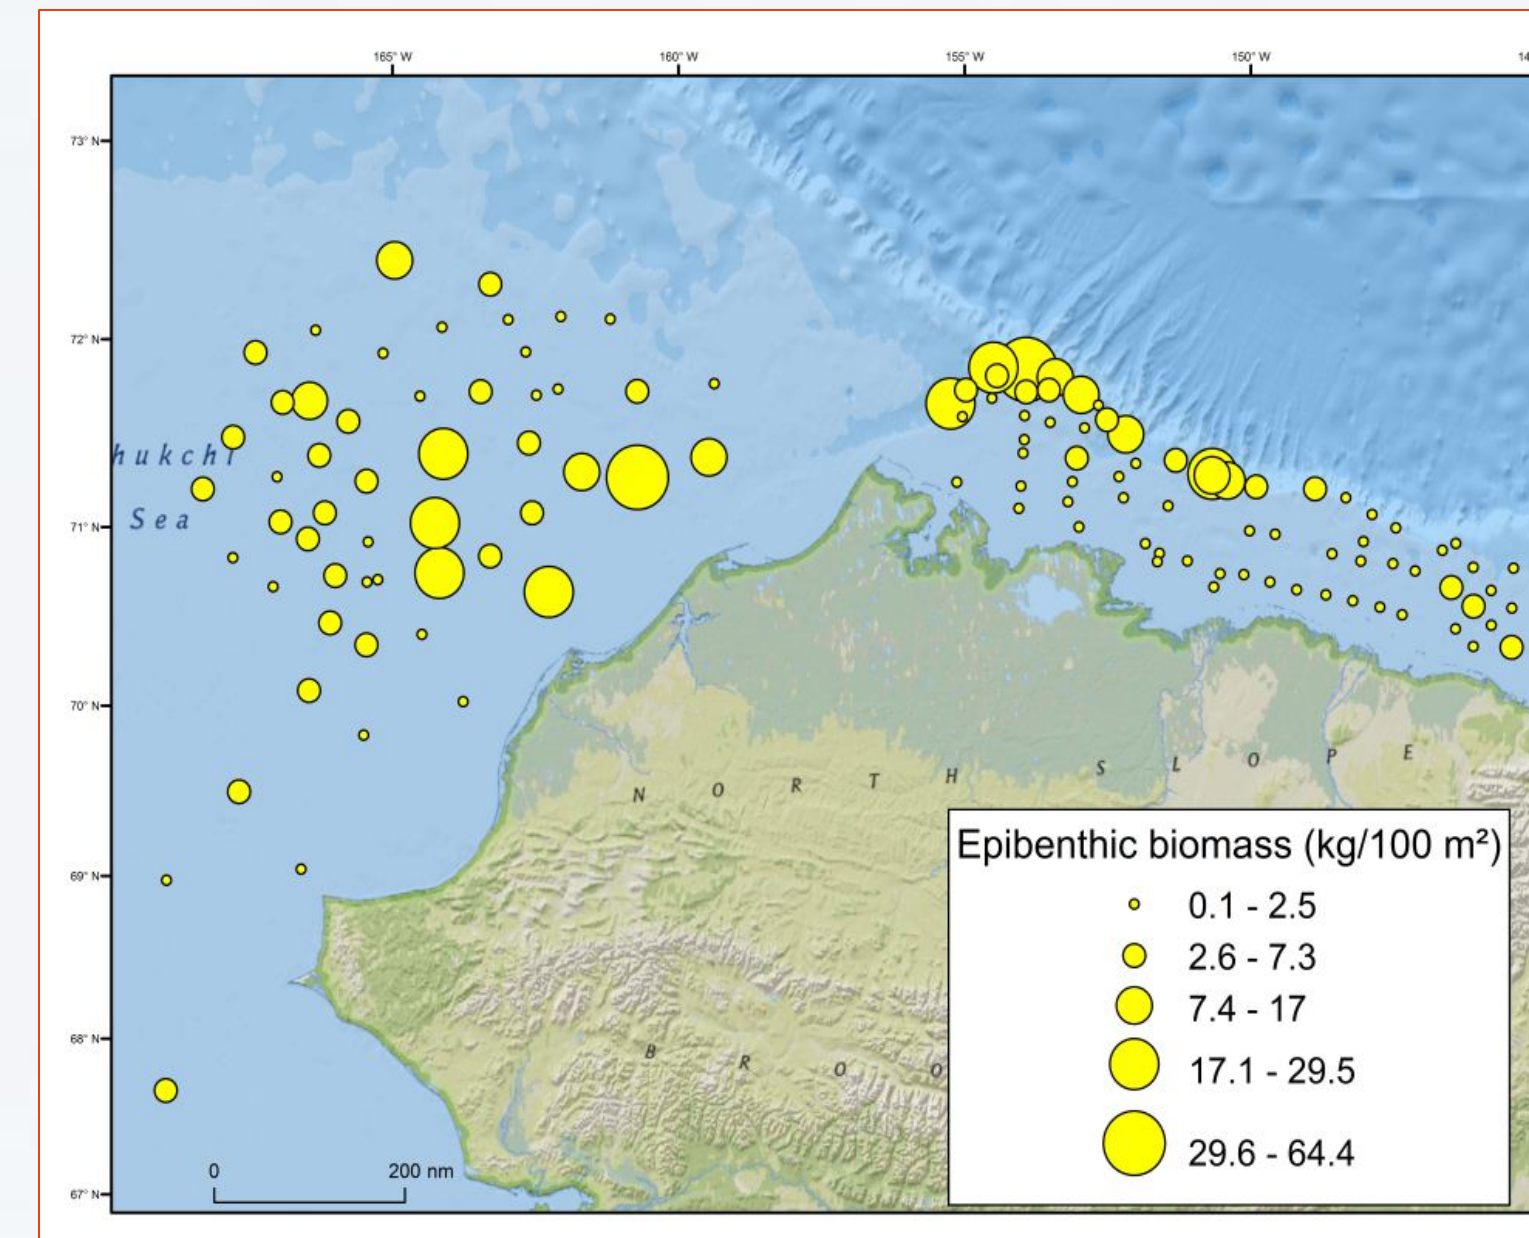 165° W
160° W
155° W
150° W
14
73° N
72° N
71° N
70° N
69° N
68° N
67° N
hukchi
Sea
N O R T H S L O P E
B R O O
Epibenthic biomass (kg/100 m²)
0.1 - 2.5
2.6 - 7.3
7.4 - 17
17.1 - 29.5
29.6 - 64.4
0 200 nm